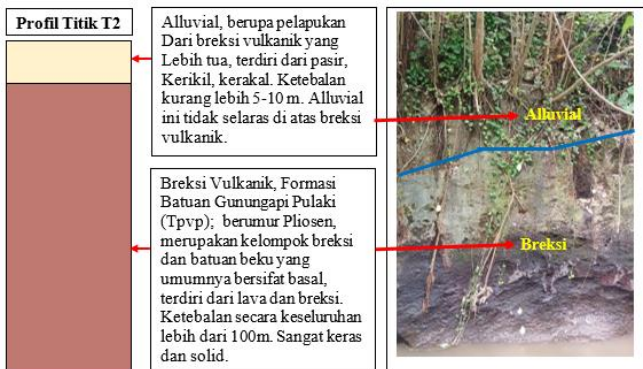 Profil Titik T2
Alluvial, berupa pelapukan
Dari breksi vulkanik yang
Lebih tua, terdiri dari pasir,
Kerikil, kerakal. Ketebalan
kurang lebih 5-10 m. Alluvial
ini tidak selaras di atas breksi
vulkanik.
Breksi Vulkanik, Formasi
Batuan Gunungapi Pulaki
(Tpvp); berumur Pliosen,
merupakan kelompok breksi
dan batuan beku yang
umumnya bersifat basal,
terdiri dari lava dan breksi.
Ketebalan secara keseluruhan
lebih dari 100m. Sangat keras
dan solid.
Alluvial
Breksi